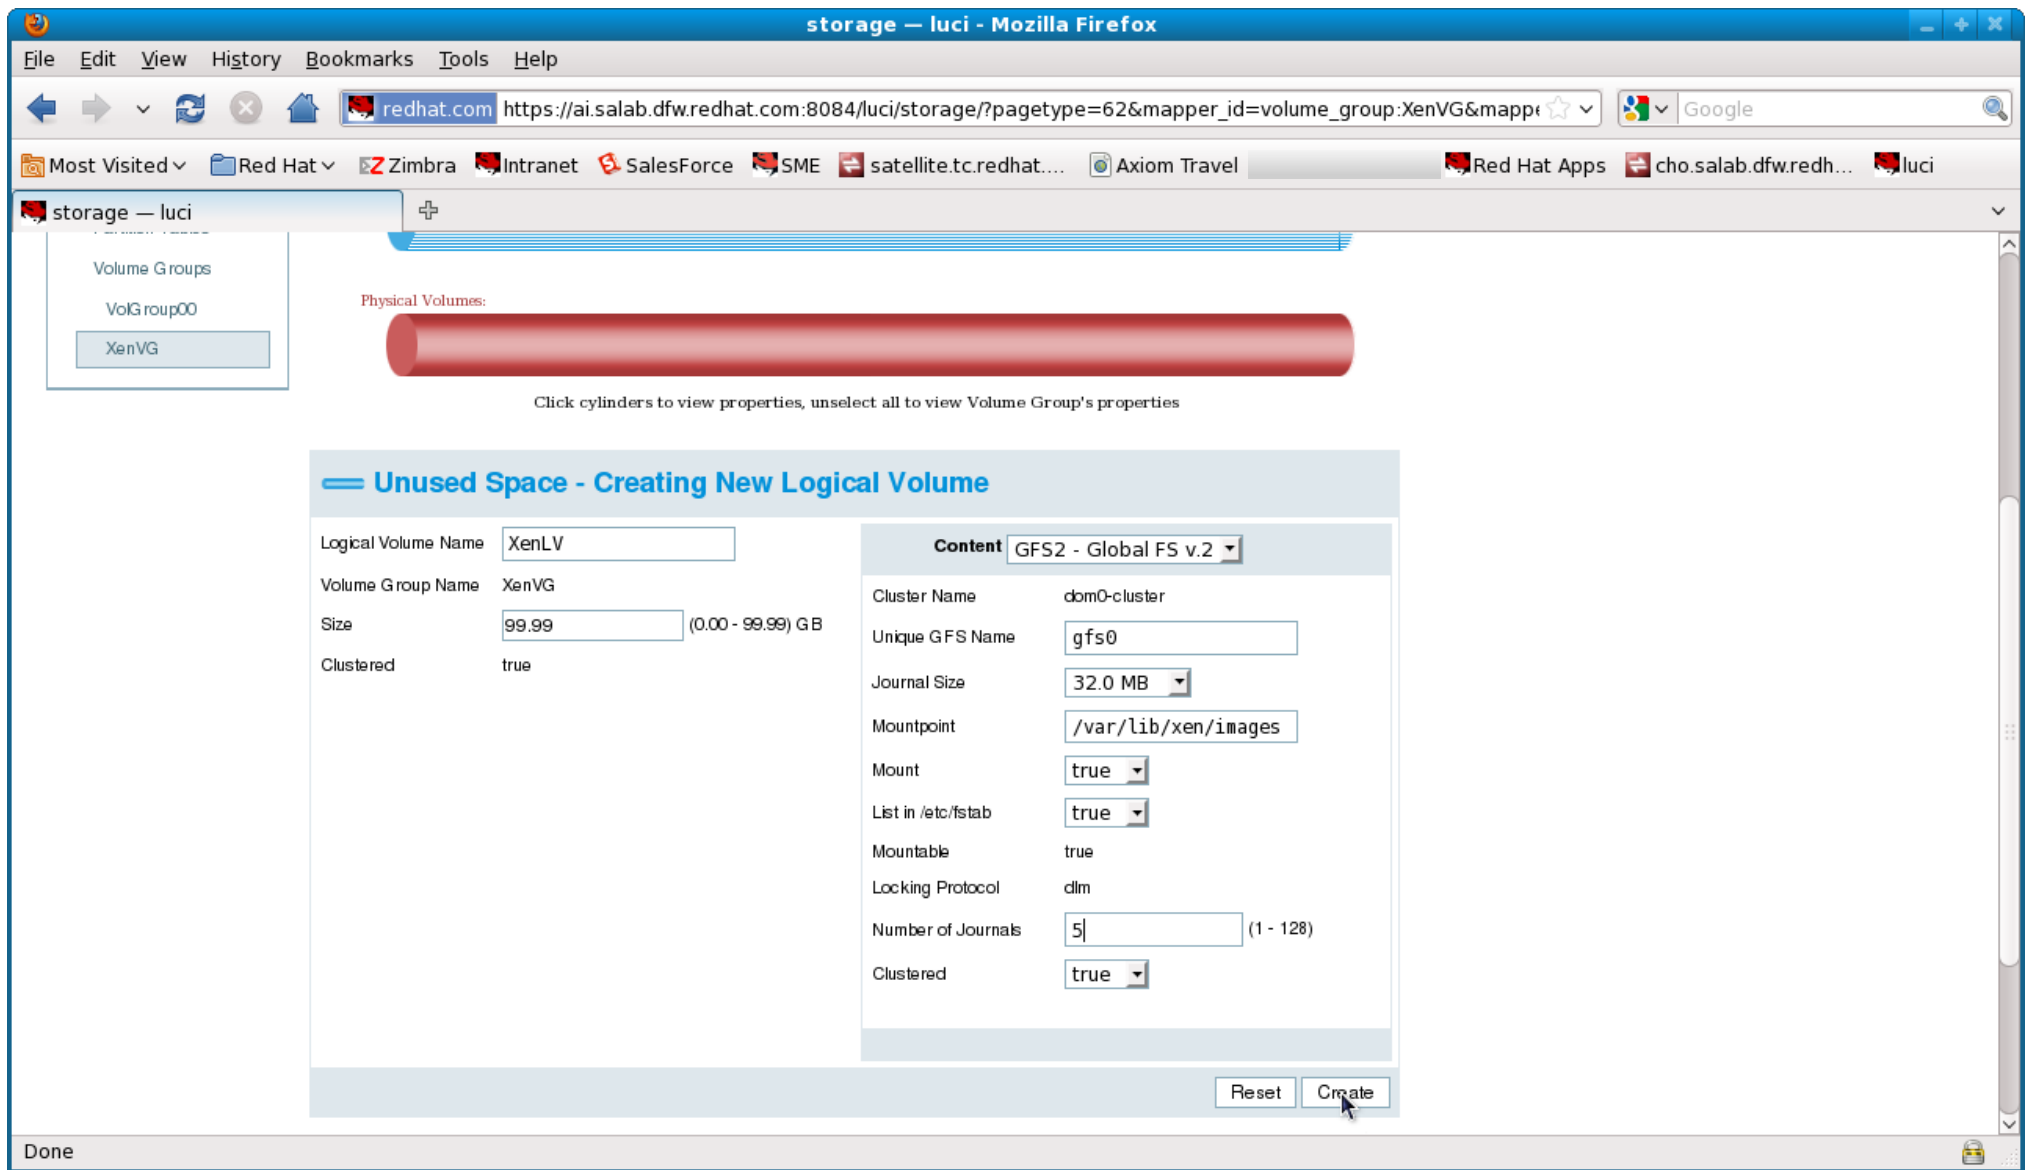 storage — luci - Mozilla Firefox
File Edit View History Bookmarks Tools Help
redhat.com https://ai.salab.dfw.redhat.com:8084/luci/storage/?pagetype=62&mapper_id=volume_group:XenVG&mappe Google
Most Visited Red Hat Zimbra Intranet SalesForce SME satellite.tc.redhat.... Axiom Travel Red Hat Apps cho.salab.dfw.redh... luci
storage — luci
Volume Groups
VolGroup00
XenVG
Physical Volumes:
Click cylinders to view properties, unselect all to view Volume Group's properties
Unused Space - Creating New Logical Volume
Logical Volume Name XenLV
Volume Group Name XenVG
Size 99.99 (0.00 - 99.99) GB
Clustered true
Content GFS2 - Global FS v.2
Cluster Name dom0-cluster
Unique GFS Name gfs0
Journal Size 32.0 MB
Mountpoint /var/lib/xen/images
Mount true
List in /etc/fstab true
Mountable true
Locking Protocol dlm
Number of Journals 5 (1 - 128)
Clustered true
Reset Create
Done